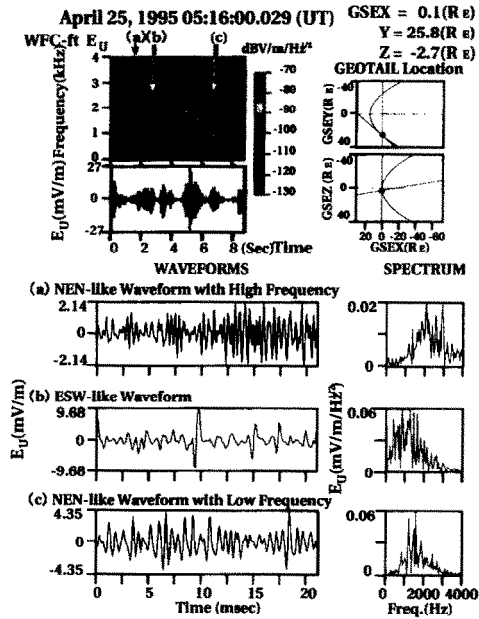 April 25, 1995 05:16:00.029 (UT)
GSEX = 0.1(R E)
Y = 25.8(R E)
Z = -2.7(R E)
WFC-ft EU (a)(b) (c) dBV/m/Hz½
GEOTAIL Location
Frequency(kHz)
4
3
2
1
0
-70
-80
-90
-100
-110
-120
-130
EU(mV/m)
27
0
-27
0 2 4 6 8 (Sec) Time
GSEY(R E)
-40
0
40
GSEZ (R E)
-40
0
40
20 0 -20 -40 -60
GSEX(R E)
WAVEFORMS SPECTRUM
(a) NEN-like Waveform with High Frequency
2.14
0
-2.14
0.02
0
(b) ESW-like Waveform
9.68
0
-9.68
0.06
0
(c) NEN-like Waveform with Low Frequency
4.35
0
-4.35
0.06
0
EU(mV/m)
EU(mV/m/Hz½)
0 5 10 15 20
Time (msec)
0 2000 4000
Freq.(Hz)